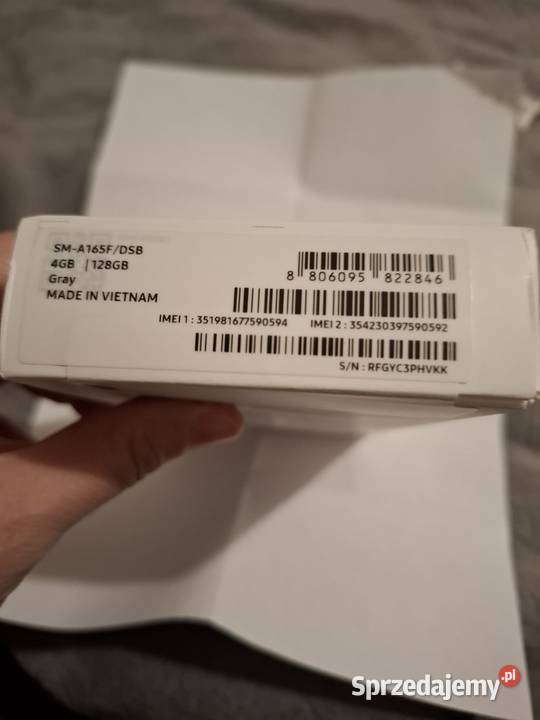 SM-A165F/DSB
4GB | 128GB
Gray
MADE IN VIETNAM
8 806095 822846
IMEI 1 : 351981677590594 IMEI 2 : 354230397590592
S/N : RFGYC3PHVKK
Sprzedajemy.pl